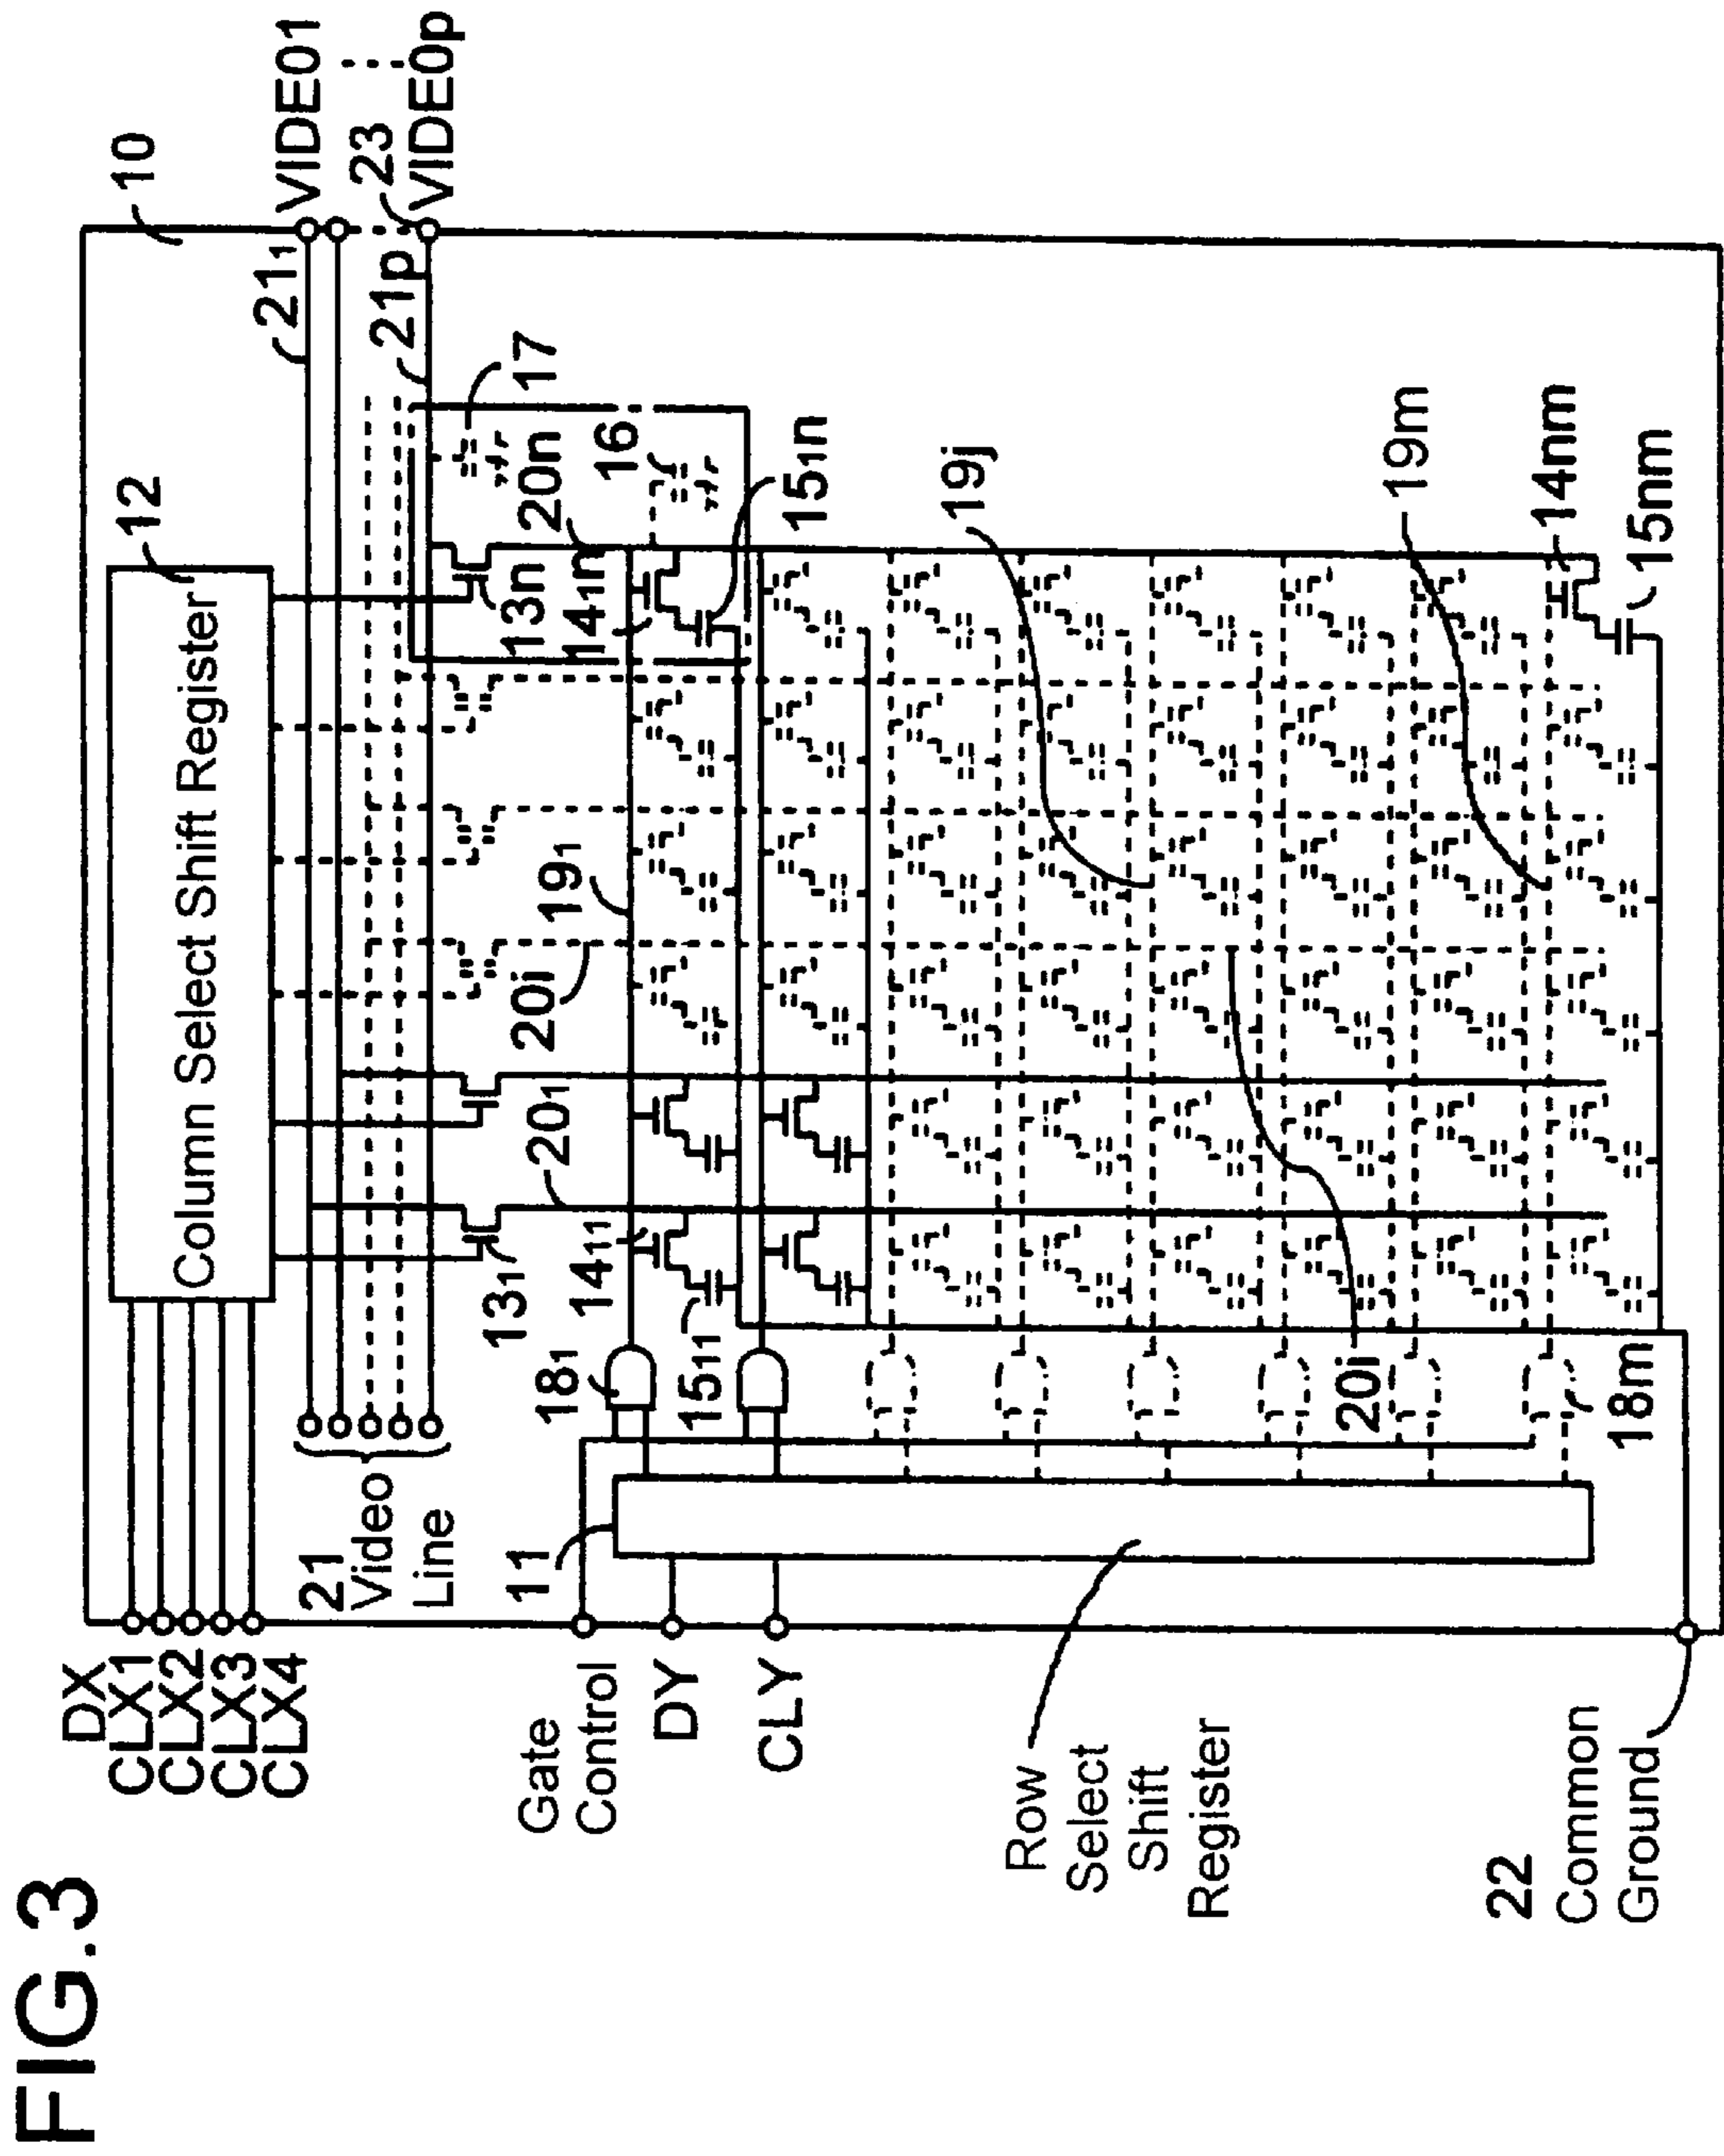 FIG.3
DX
CLX1
CLX2
CLX3
CLX4
Gate
Control
DY
CLY
Row
Select
Shift
Register
22
Common
Ground
21
Video
Line
11
12
Column Select Shift Register
10
VIDE01
23
VIDE0p
21₁
21p
17
16
20n
13n
14₁n
15₁n
19₁
20i
20₁
13₁
14₁₁
15₁₁
18₁
19j
19m
14nm
15nm
20i
18m